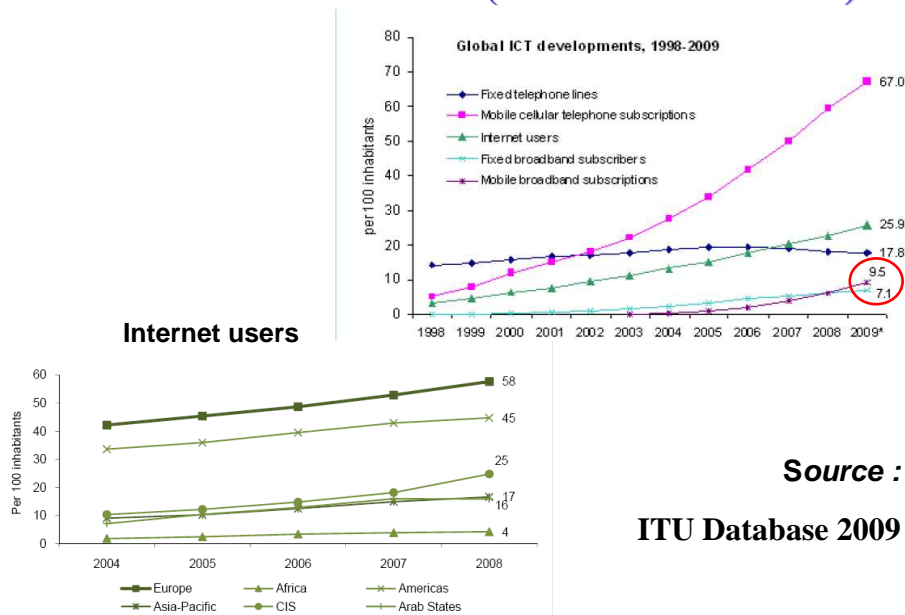 Global ICT developments, 1998-2009
80
70
60
50
40
30
20
10
0
per 100 inhabitants
Fixed telephone lines
Mobile cellular telephone subscriptions
Internet users
Fixed broadband subscribers
Mobile broadband subscriptions
67.0
25.9
17.8
9.5
7.1
1998 1999 2000 2001 2002 2003 2004 2005 2006 2007 2008 2009*
Internet users
60
50
40
30
20
10
0
Per 100 inhabitants
58
45
25
17
16
4
2004 2005 2006 2007 2008
Europe Africa Americas
Asia-Pacific CIS Arab States
Source :
ITU Database 2009